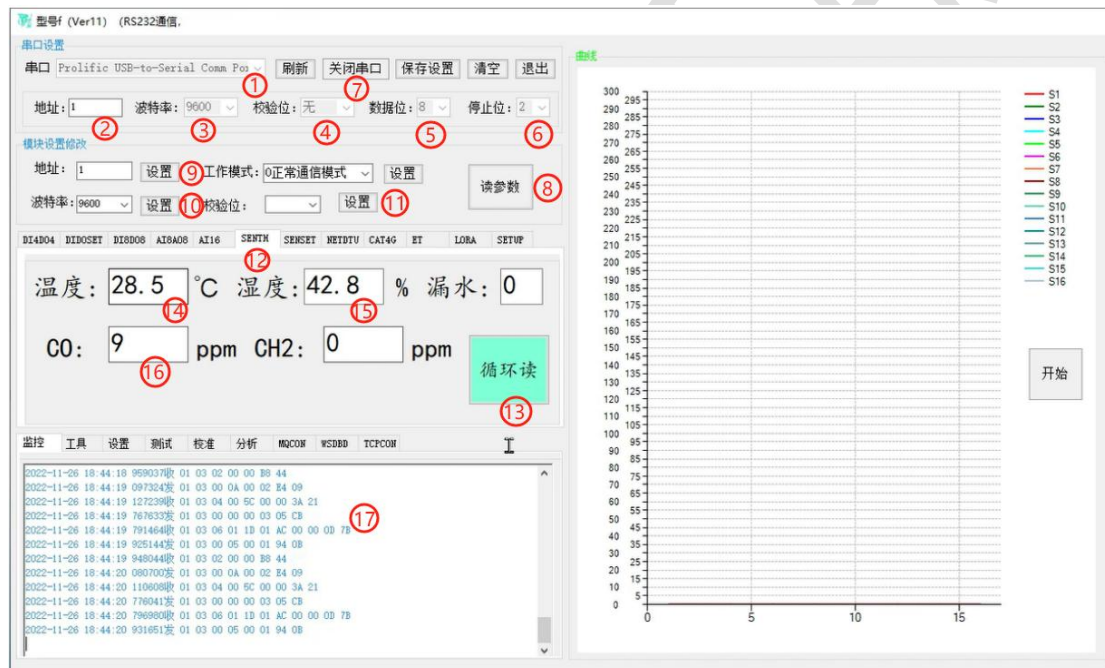 型号f (Ver11) (RS232通信,
串口设置
串口 Prolific USB-to-Serial Comm Po 刷新 关闭串口 保存设置 清空 退出
① ⑦
地址: 1 波特率: 9600 校验位: 无 数据位: 8 停止位: 2
② ③ ④ ⑤ ⑥
模块设置修改
地址: 1 设置 ⑨ 工作模式: 0正常通信模式 设置
读参数 ⑧
波特率: 9600 设置 ⑩ 校验位: 设置 ⑪
DI4DO4 DIDOSET DI8DO8 AI8AO8 AI16 SENTH SENSET NETDTU CAT4G ET LORA SETUP
⑫
温度: 28.5 ℃ 湿度: 42.8 % 漏水: 0
⑭ ⑮
CO: 9 ppm CH2: 0 ppm
⑯
循环读
⑬
监控 工具 设置 测试 校准 分析 MQCON WSDBD TCPCON
2022-11-26 18:44:18 959037收 01 03 02 00 00 B8 44
2022-11-26 18:44:19 097324发 01 03 00 0A 00 02 E4 09
2022-11-26 18:44:19 127239收 01 03 04 00 5C 00 00 3A 21
2022-11-26 18:44:19 767633发 01 03 00 00 00 03 05 CB
2022-11-26 18:44:19 791464收 01 03 06 01 1D 01 AC 00 00 0D 7B
⑰
2022-11-26 18:44:19 925144发 01 03 00 05 00 01 94 0B
2022-11-26 18:44:19 948044收 01 03 02 00 00 B8 44
2022-11-26 18:44:20 080700发 01 03 00 0A 00 02 E4 09
2022-11-26 18:44:20 110608收 01 03 04 00 5C 00 00 3A 21
2022-11-26 18:44:20 776041发 01 03 00 00 00 03 05 CB
2022-11-26 18:44:20 796980收 01 03 06 01 1D 01 AC 00 00 0D 7B
2022-11-26 18:44:20 931651发 01 03 00 05 00 01 94 0B
曲线
300
295
290
285
280
275
270
265
260
255
250
245
240
235
230
225
220
215
210
205
200
195
190
185
180
175
170
165
160
155
150
145
140
135
130
125
120
115
110
105
100
95
90
85
80
75
70
65
60
55
50
45
40
35
30
25
20
15
10
5
0
0 5 10 15
S1
S2
S3
S4
S5
S6
S7
S8
S9
S10
S11
S12
S13
S14
S15
S16
开始